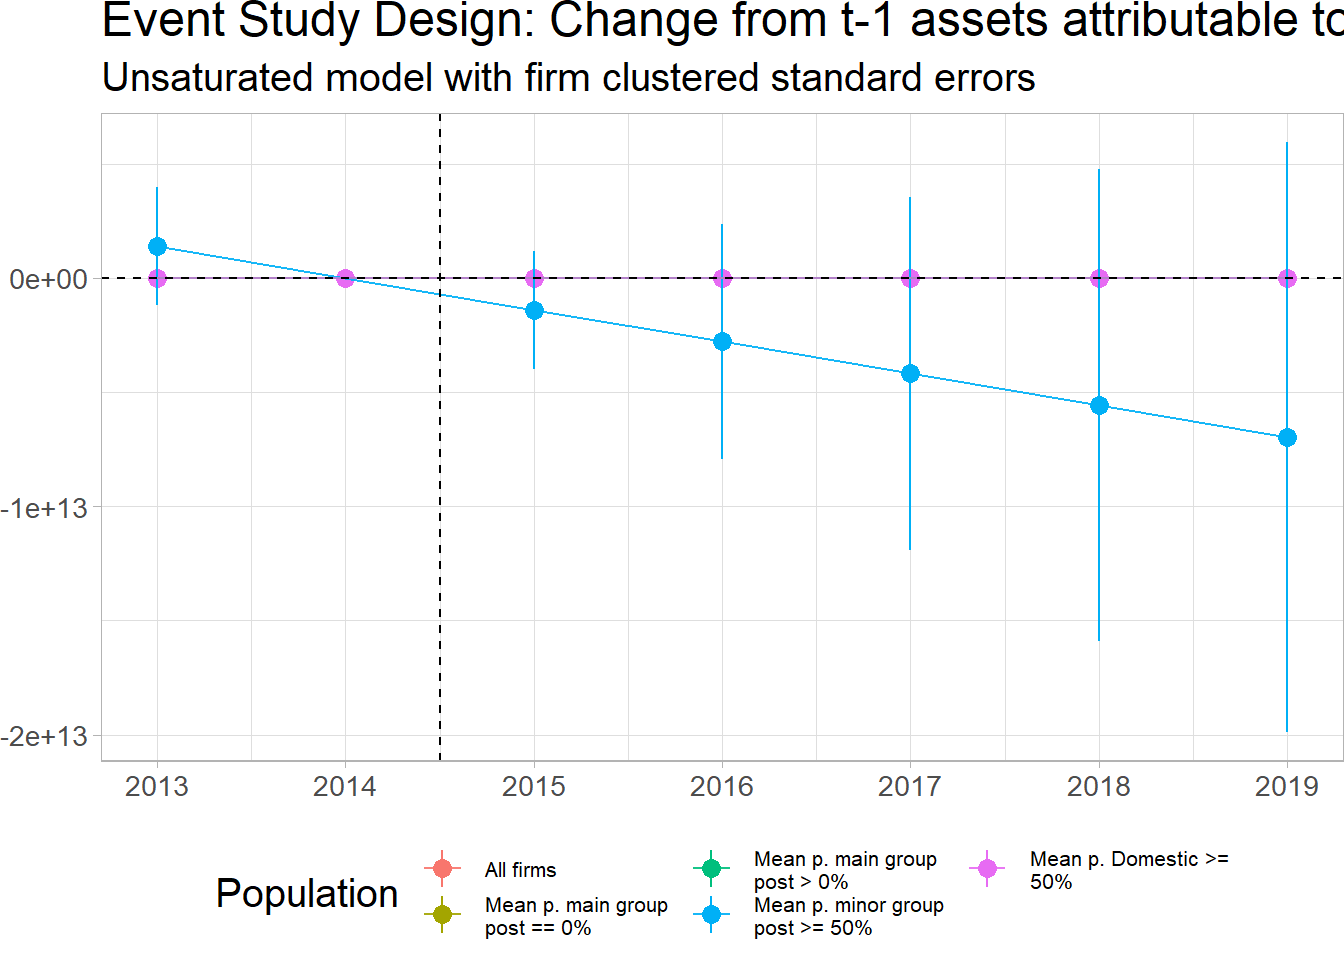 Event Study Design: Change from t-1 assets attributable to
Unsaturated model with firm clustered standard errors
0e+00
-1e+13
-2e+13
2013 2014 2015 2016 2017 2018 2019
Population
All firms
Mean p. main group
post == 0%
Mean p. main group
post > 0%
Mean p. minor group
post >= 50%
Mean p. Domestic >=
50%